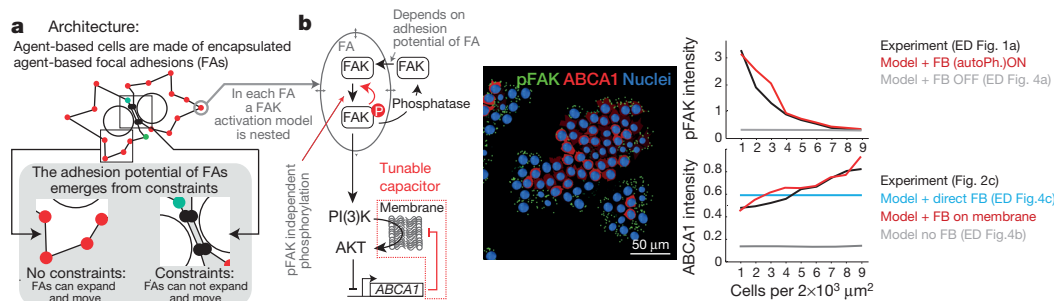 a
Architecture:
Agent-based cells are made of encapsulated
agent-based focal adhesions (FAs)
In each FA
a FAK
activation model
is nested
The adhesion potential of FAs
emerges from constraints
No constraints:
FAs can expand
and move
Constraints:
FAs can not expand
and move
b
FA
Depends on
adhesion
potential of FA
FAK
FAK
Phosphatase
FAK
P
pFAK independent
phosphorylation
Tunable
capacitor
PI(3)K
Membrane
AKT
ABCA1
pFAK ABCA1 Nuclei
50 μm
pFAK intensity
3
2
1
0
1 2 3 4 5 6 7 8 9
Experiment (ED Fig. 1a)
Model + FB (autoPh.)ON
Model + FB OFF (ED Fig. 4a)
ABCA1 intensity
0.8
0.6
0.4
0.2
0
1 2 3 4 5 6 7 8 9
Cells per 2×10³ μm²
Experiment (Fig. 2c)
Model + direct FB (ED Fig.4c)
Model + FB on membrane
Model no FB (ED Fig.4b)